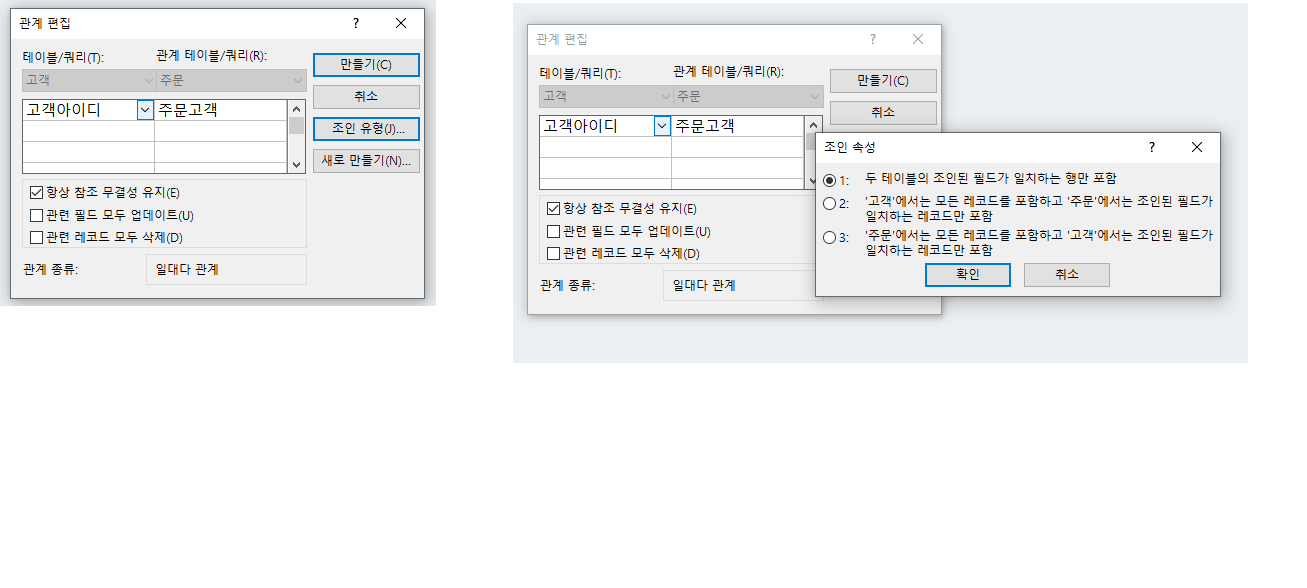 관계 편집 ?
테이블/쿼리(T): 관계 테이블/쿼리(R):
고객 주문
고객아이디 주문고객
만들기(C)
취소
조인 유형(J)...
새로 만들기(N)...
항상 참조 무결성 유지(E)
관련 필드 모두 업데이트(U)
관련 레코드 모두 삭제(D)
관계 종류: 일대다 관계
관계 편집 ?
테이블/쿼리(T): 관계 테이블/쿼리(R):
고객 주문
고객아이디 주문고객
만들기(C)
취소
항상 참조 무결성 유지(E)
관련 필드 모두 업데이트(U)
관련 레코드 모두 삭제(D)
관계 종류: 일대다 관계
조인 속성 ?
1: 두 테이블의 조인된 필드가 일치하는 행만 포함
2: '고객'에서는 모든 레코드를 포함하고 '주문'에서는 조인된 필드가
일치하는 레코드만 포함
3: '주문'에서는 모든 레코드를 포함하고 '고객'에서는 조인된 필드가
일치하는 레코드만 포함
확인 취소